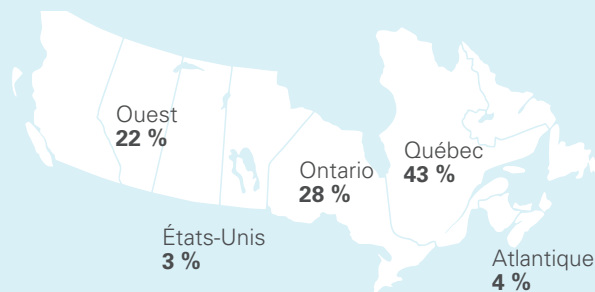 Ouest
22 %
Ontario
28 %
Québec
43 %
États-Unis
3 %
Atlantique
4 %